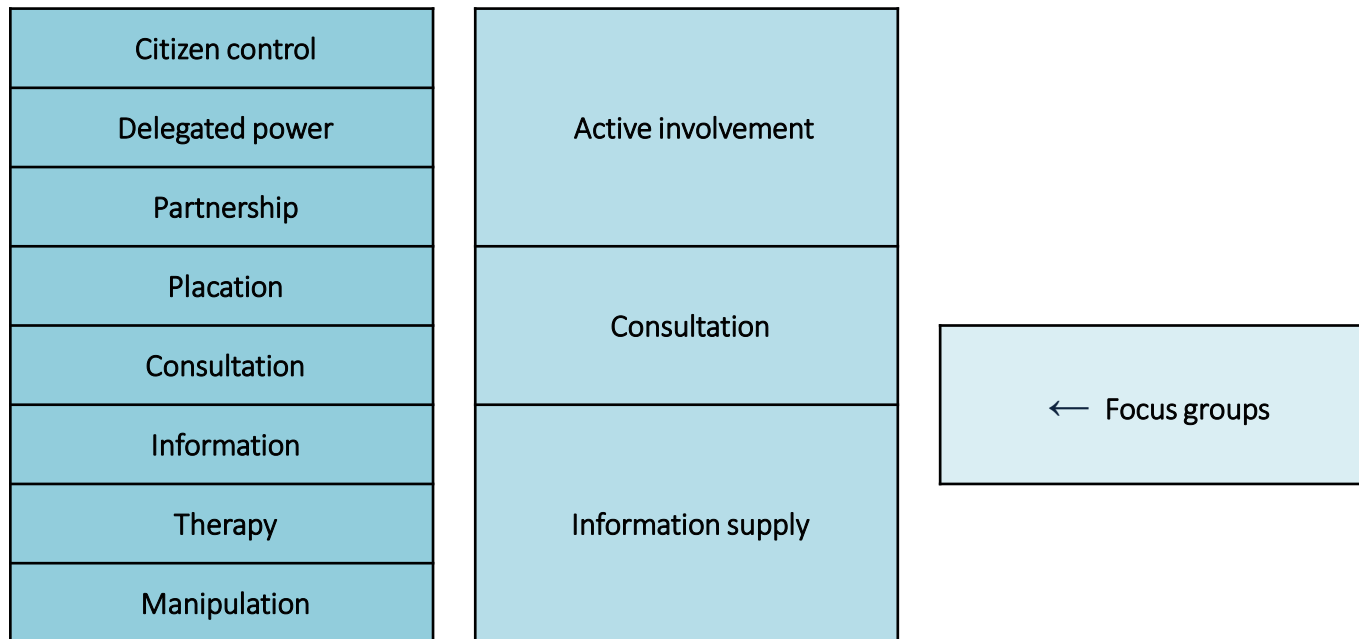 Citizen control
Delegated power
Partnership
Placation
Consultation
Information
Therapy
Manipulation
Active involvement
Consultation
Information supply
← Focus groups